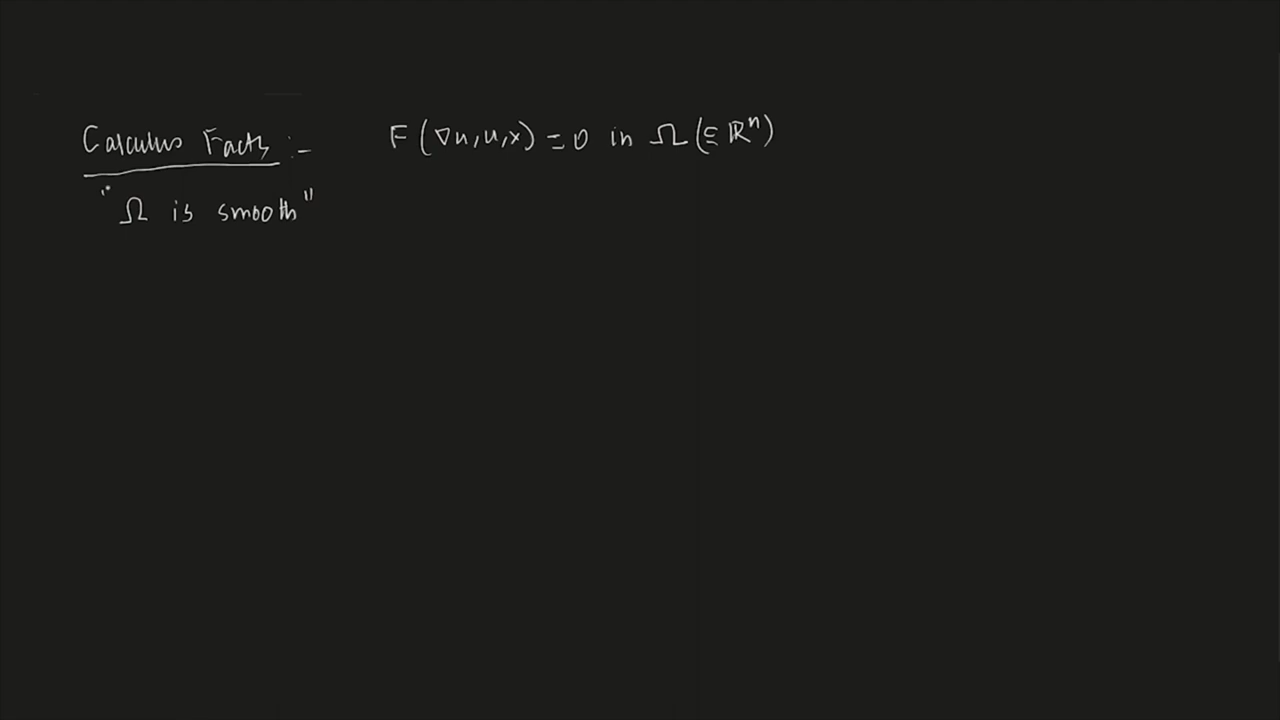 Calculus Facts :- F(∇u,u,x) = 0 in Ω(⊆ ℝⁿ)
"Ω is smooth"